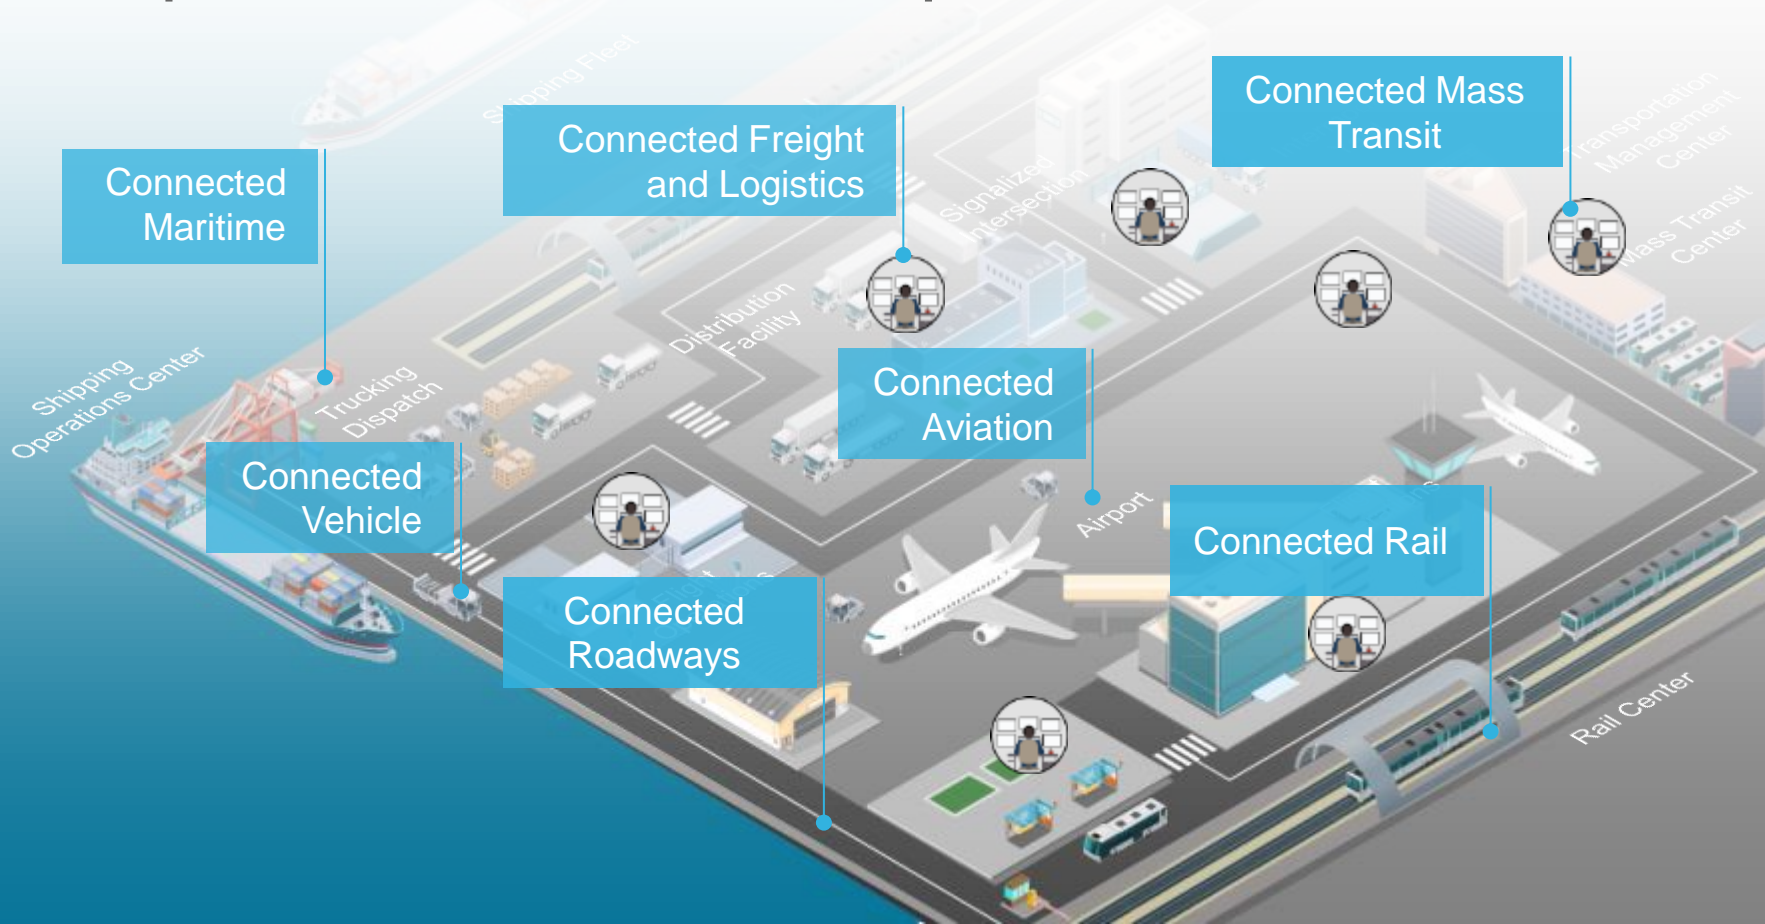 Shipping Fleet
Connected Mass
Transit
Transportation
Management
Center
Connected Freight
and Logistics
Connected
Maritime
Signalized
Intersection
Mass Transit
Center
Distribution
Facility
Shipping
Operations Center
Trucking
Dispatch
Connected
Aviation
Connected
Vehicle
Airport
Connected Rail
Connected
Roadways
Rail Center